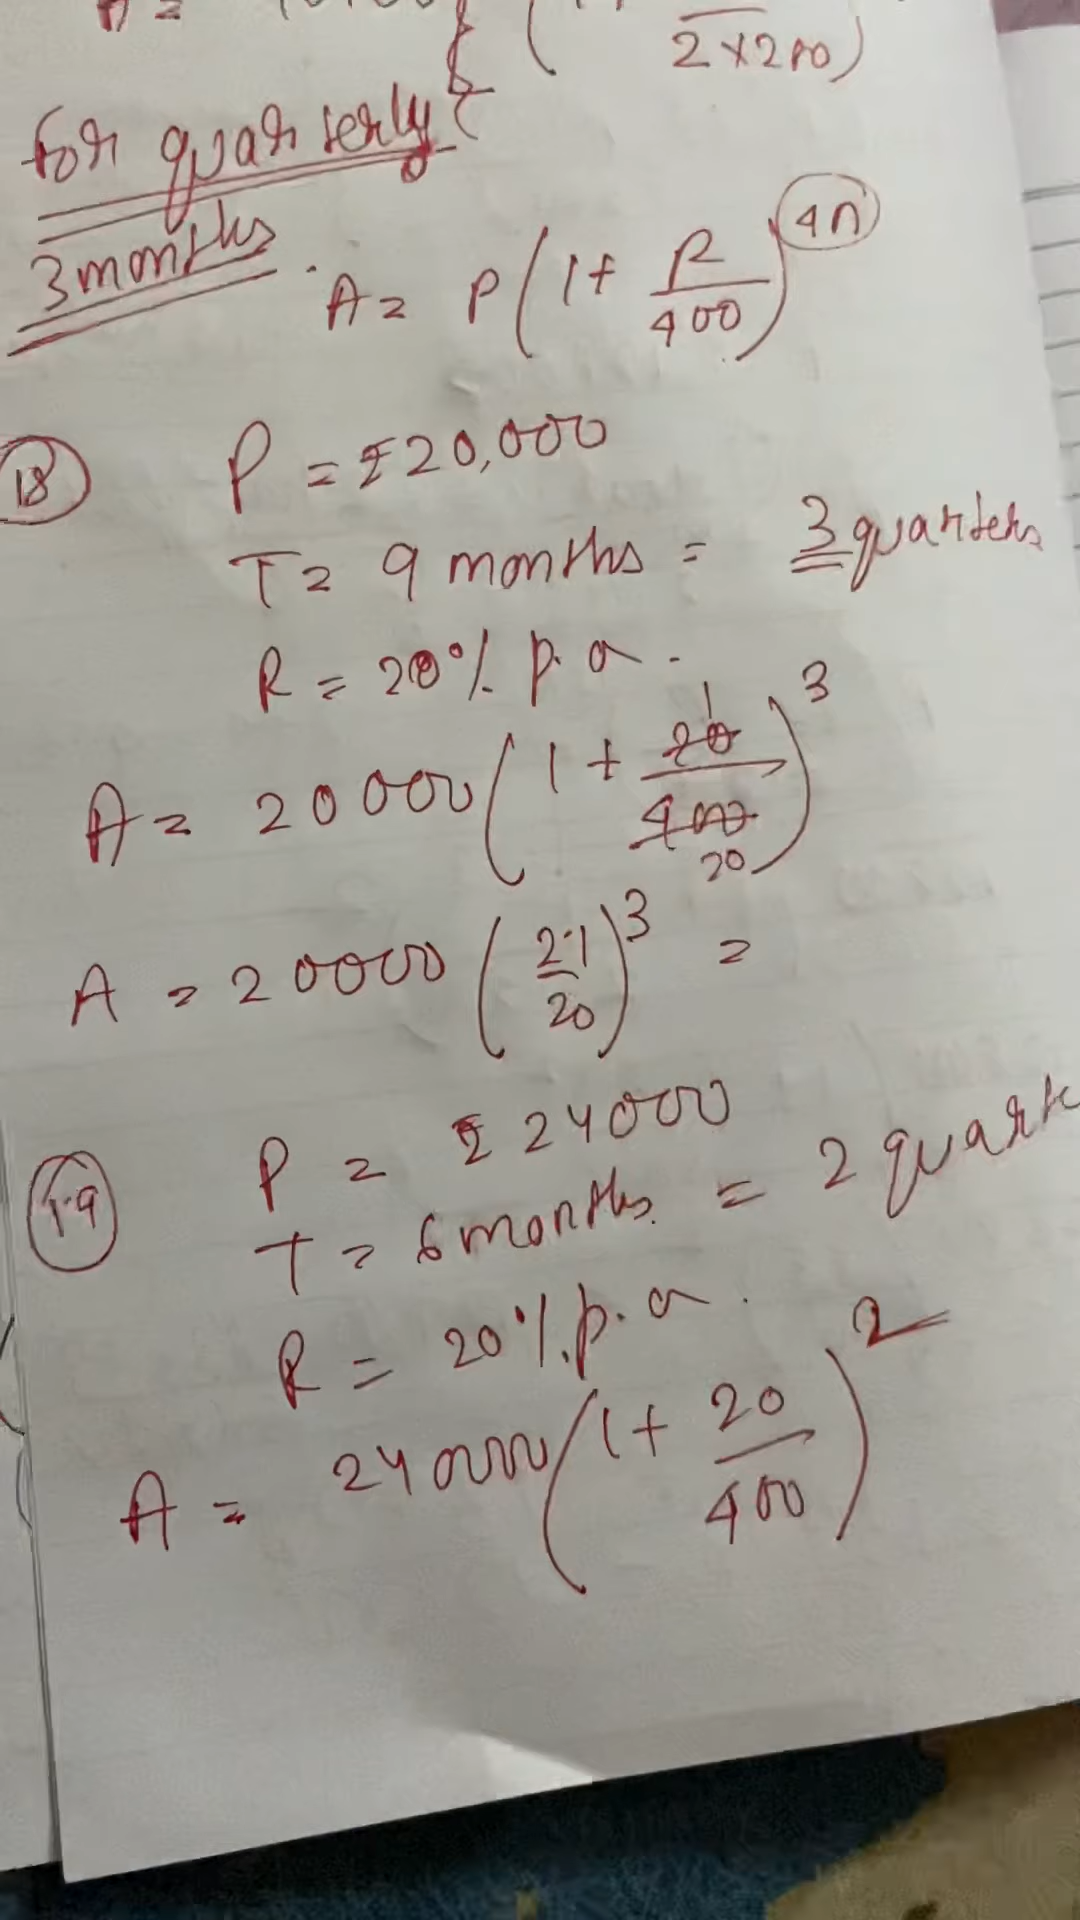 2×200)
for quarterly
3 months
A = P(1 + R/400)^4n
18
P = ₹20,000
T = 9 months = 3 quarters
R = 20% p.a.
A = 20000(1 + 20/400)^3
1
20
A = 20000(21/20)^3 =
19
P = ₹24000
T = 6 months = 2 quarte
R = 20% p.a.
A = 24000(1 + 20/400)^2